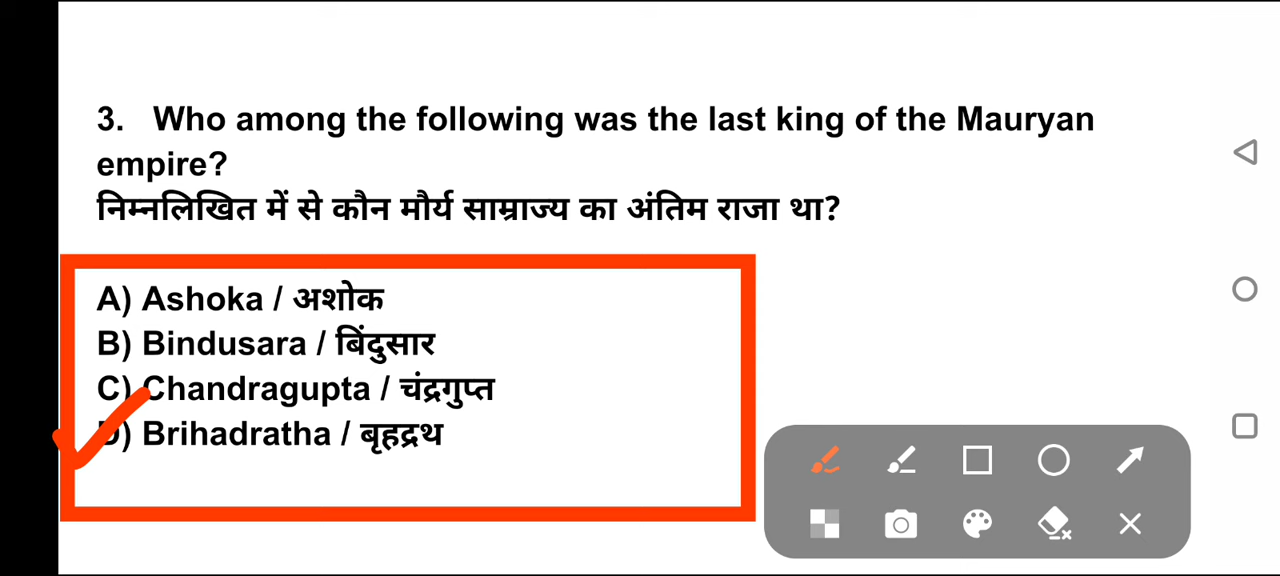 3. Who among the following was the last king of the Mauryan
empire?
निम्नलिखित में से कौन मौर्य साम्राज्य का अंतिम राजा था?
A) Ashoka / अशोक
B) Bindusara / बिंदुसार
C) Chandragupta / चंद्रगुप्त
D) Brihadratha / बृहद्रथ